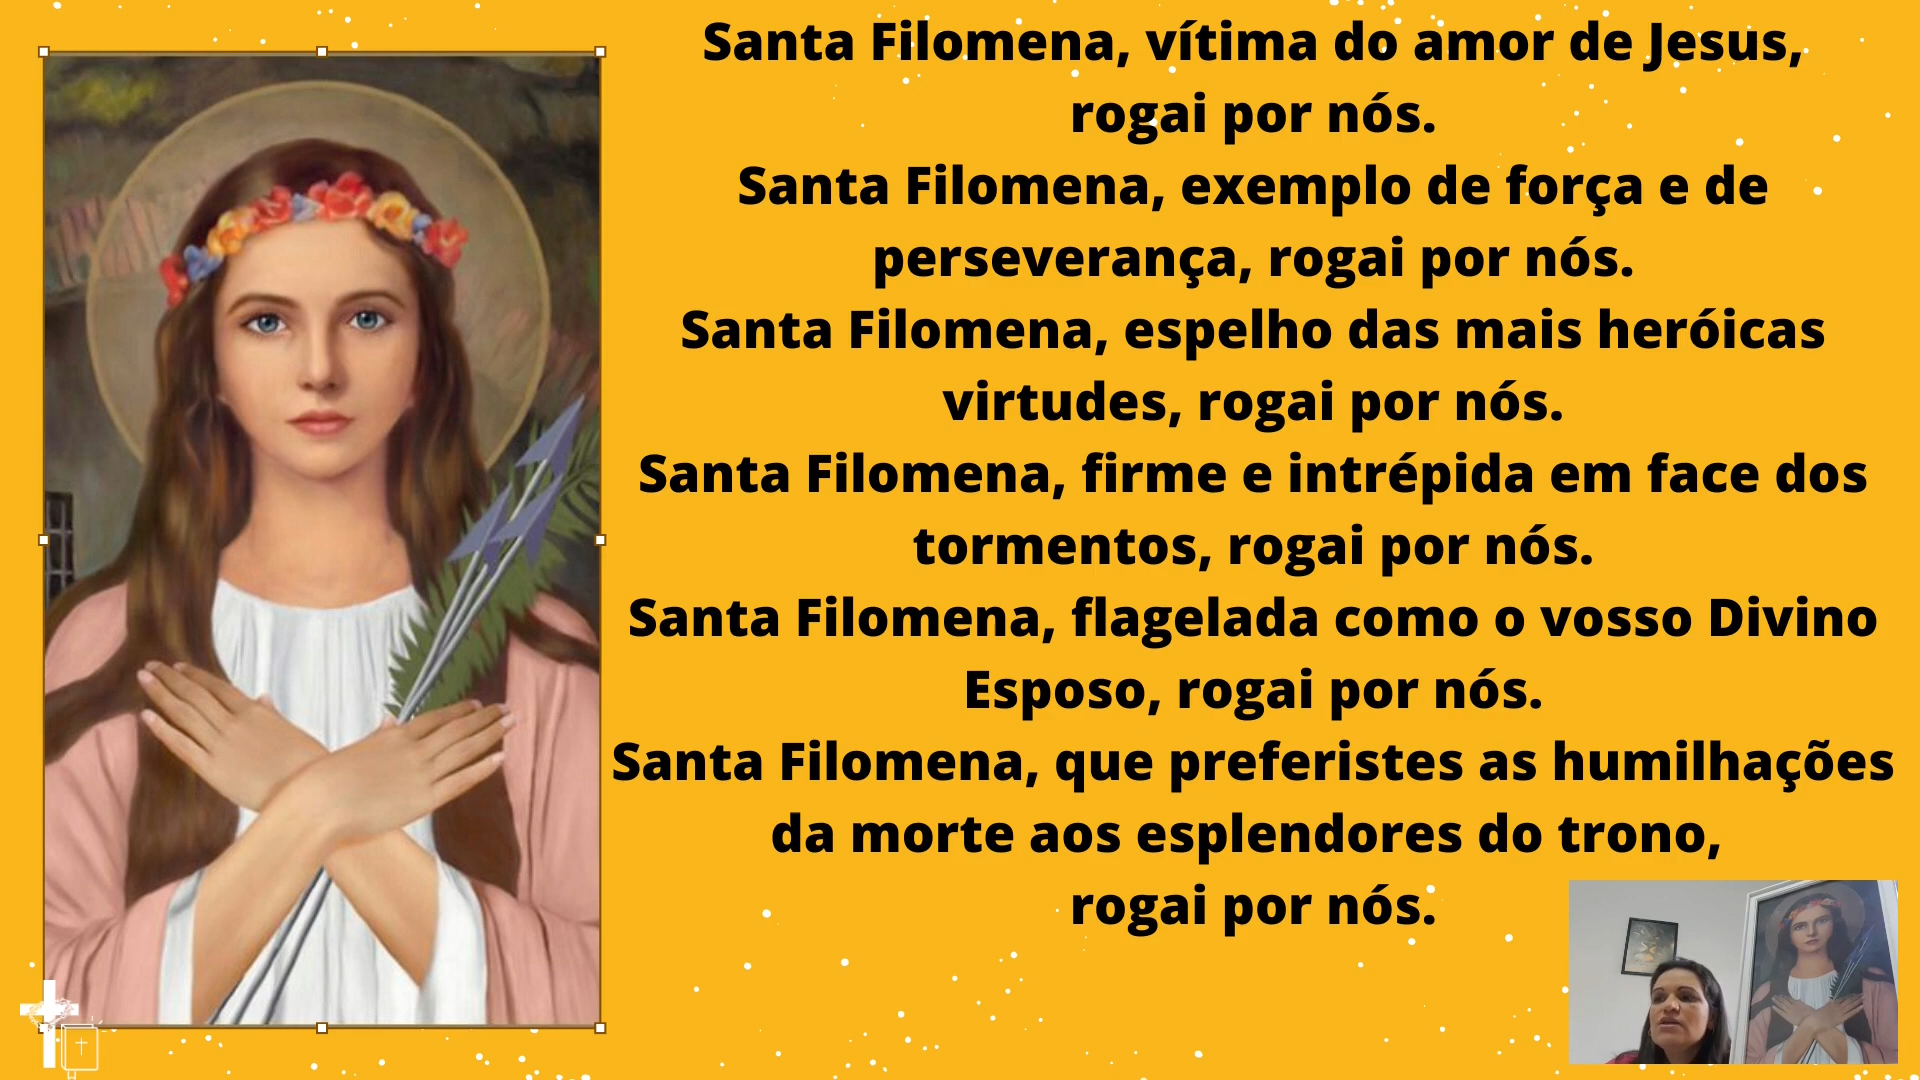 Santa Filomena, vítima do amor de Jesus,
rogai por nós.
Santa Filomena, exemplo de força e de
perseverança, rogai por nós.
Santa Filomena, espelho das mais heróicas
virtudes, rogai por nós.
Santa Filomena, firme e intrépida em face dos
tormentos, rogai por nós.
Santa Filomena, flagelada como o vosso Divino
Esposo, rogai por nós.
Santa Filomena, que preferistes as humilhações
da morte aos esplendores do trono,
rogai por nós.